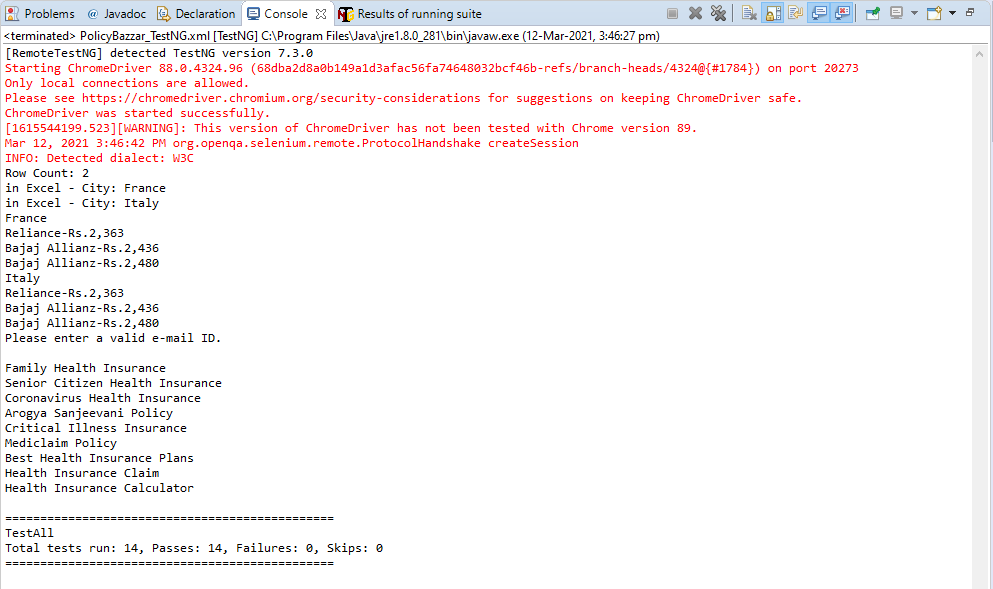 Problems @ Javadoc Declaration Console Results of running suite
<terminated> PolicyBazzar_TestNG.xml [TestNG] C:\Program Files\Java\jre1.8.0_281\bin\javaw.exe (12-Mar-2021, 3:46:27 pm)
[RemoteTestNG] detected TestNG version 7.3.0
Starting ChromeDriver 88.0.4324.96 (68dba2d8a0b149a1d3afac56fa74648032bcf46b-refs/branch-heads/4324@{#1784}) on port 20273
Only local connections are allowed.
Please see https://chromedriver.chromium.org/security-considerations for suggestions on keeping ChromeDriver safe.
ChromeDriver was started successfully.
[1615544199.523][WARNING]: This version of ChromeDriver has not been tested with Chrome version 89.
Mar 12, 2021 3:46:42 PM org.openqa.selenium.remote.ProtocolHandshake createSession
INFO: Detected dialect: W3C
Row Count: 2
in Excel - City: France
in Excel - City: Italy
France
Reliance-Rs.2,363
Bajaj Allianz-Rs.2,436
Bajaj Allianz-Rs.2,480
Italy
Reliance-Rs.2,363
Bajaj Allianz-Rs.2,436
Bajaj Allianz-Rs.2,480
Please enter a valid e-mail ID.
Family Health Insurance
Senior Citizen Health Insurance
Coronavirus Health Insurance
Arogya Sanjeevani Policy
Critical Illness Insurance
Mediclaim Policy
Best Health Insurance Plans
Health Insurance Claim
Health Insurance Calculator
===============================================
TestAll
Total tests run: 14, Passes: 14, Failures: 0, Skips: 0
===============================================